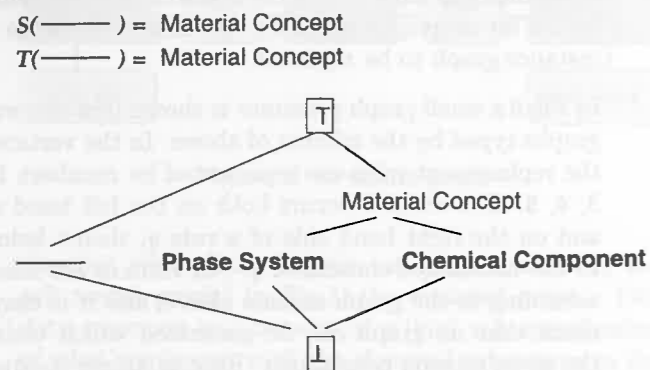 S(——— ) = Material Concept
T(——— ) = Material Concept
T
Material Concept
Phase System Chemical Component
⊥